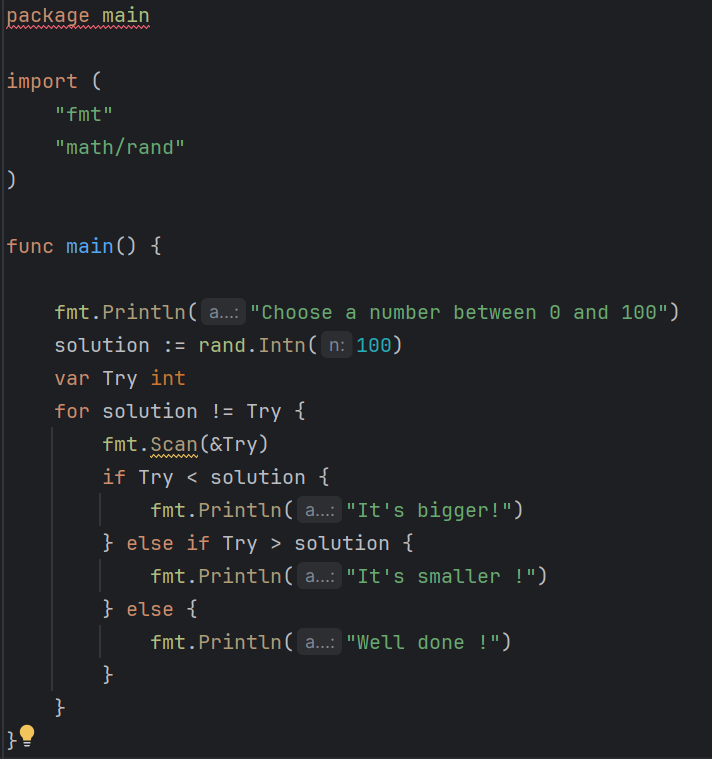 package main
import (
"fmt"
"math/rand"
)
func main() {
fmt.Println( a...: "Choose a number between 0 and 100")
solution := rand.Intn( n: 100)
var Try int
for solution != Try {
fmt.Scan(&Try)
if Try < solution {
fmt.Println( a...: "It's bigger!")
} else if Try > solution {
fmt.Println( a...: "It's smaller !")
} else {
fmt.Println( a...: "Well done !")
}
}
}